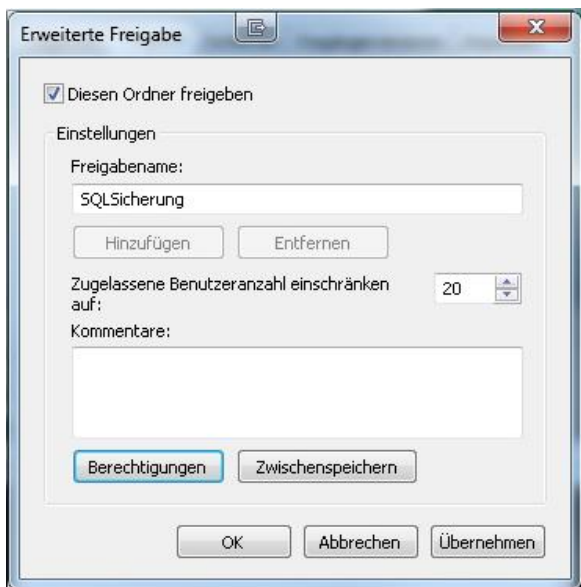 Erweiterte Freigabe
Diesen Ordner freigeben
Einstellungen
Freigabename:
SQLSicherung
Hinzufügen
Entfernen
Zugelassene Benutzeranzahl einschränken
auf:
20
Kommentare:
Berechtigungen
Zwischenspeichern
OK
Abbrechen
Übernehmen